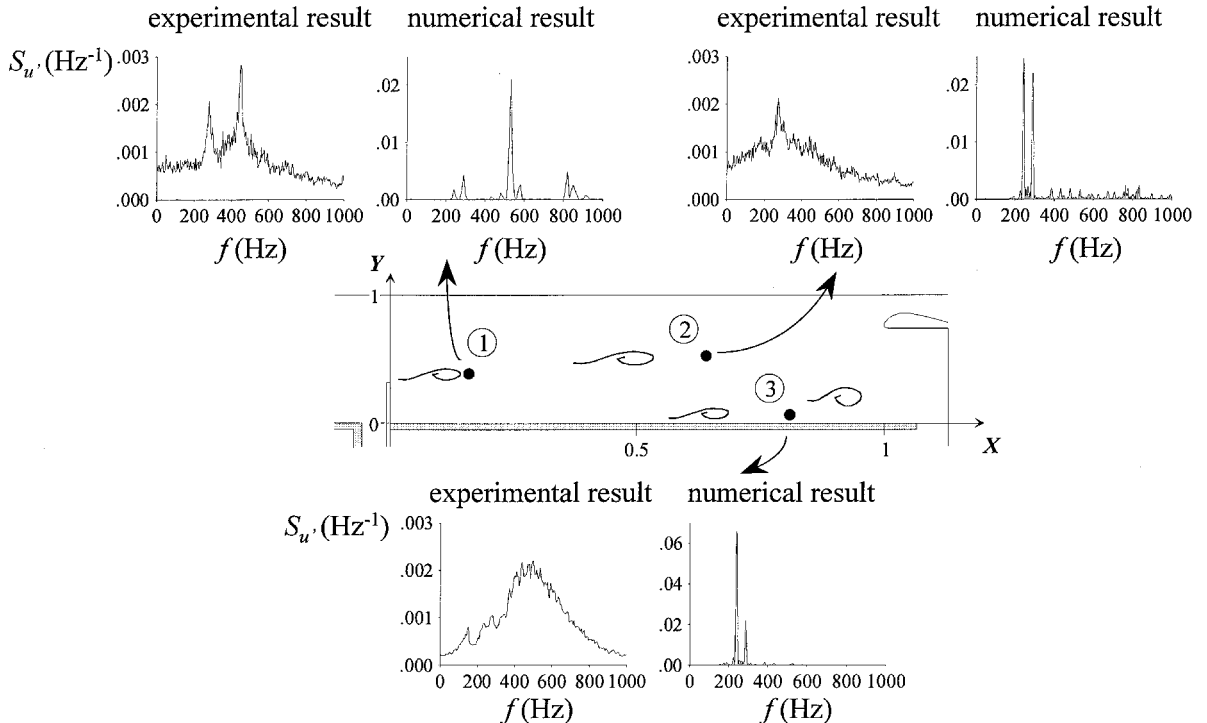 experimental result numerical result experimental result numerical result
S_u' (Hz⁻¹)
.003
.002
.001
.000
0 200 400 600 800 1000
f (Hz)
.02
.01
0
0 200 400 600 800 1000
f (Hz)
.003
.002
.001
.000
0 200 400 600 800 1000
f (Hz)
.02
.01
0
0 200 400 600 800 1000
f (Hz)
Y
1
1
2
3
0
0.5
1
X
experimental result numerical result
S_u' (Hz⁻¹)
.003
.002
.001
.000
0 200 400 600 800 1000
f (Hz)
.06
.04
.02
.000
0 200 400 600 800 1000
f (Hz)